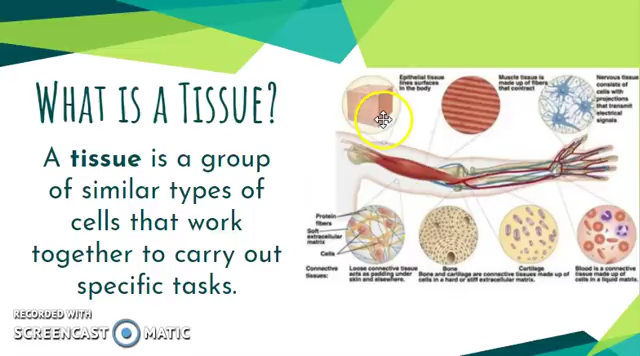 WHAT IS A TISSUE?
A tissue is a group
of similar types of
cells that work
together to carry out
specific tasks.
Epithelial tissue
lines surfaces
in the body
Muscle tissue is
made up of fibers
that contract
Nervous tissue
consists of
cells with
projections
that transmit
electrical
signals
Protein
fibers
Soft
extracellular
matrix
Cells
Connective
tissues:
Loose connective tissue
acts as padding under
skin and elsewhere.
Bone
Cartilage
Bone and cartilage are connective tissues made up of
cells in a hard or stiff extracellular matrix.
Blood is a connective
tissue made up of
cells in a liquid matrix.
RECORDED WITH
SCREENCAST MATIC